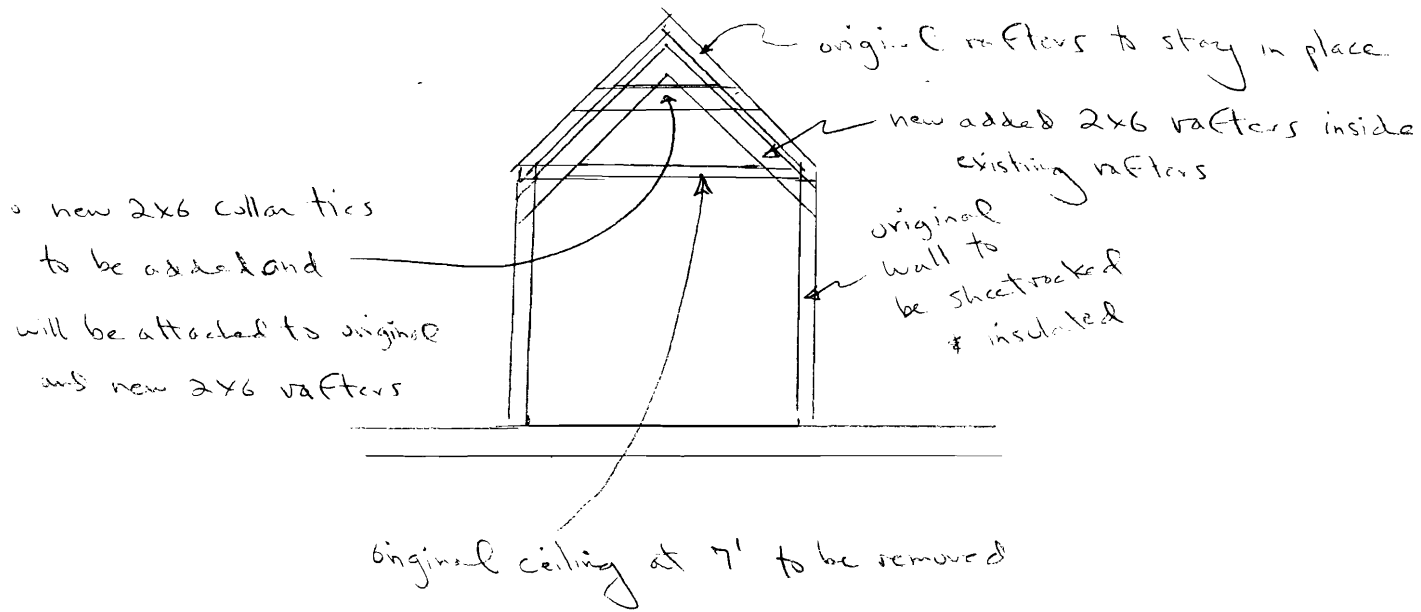 original rafters to stay in place
new added 2x6 rafters inside
existing rafters
new 2x6 collar ties
to be added and
will be attached to original
and new 2x6 rafters
original
wall to
be sheetrocked
& insulated
original ceiling at 7' to be removed